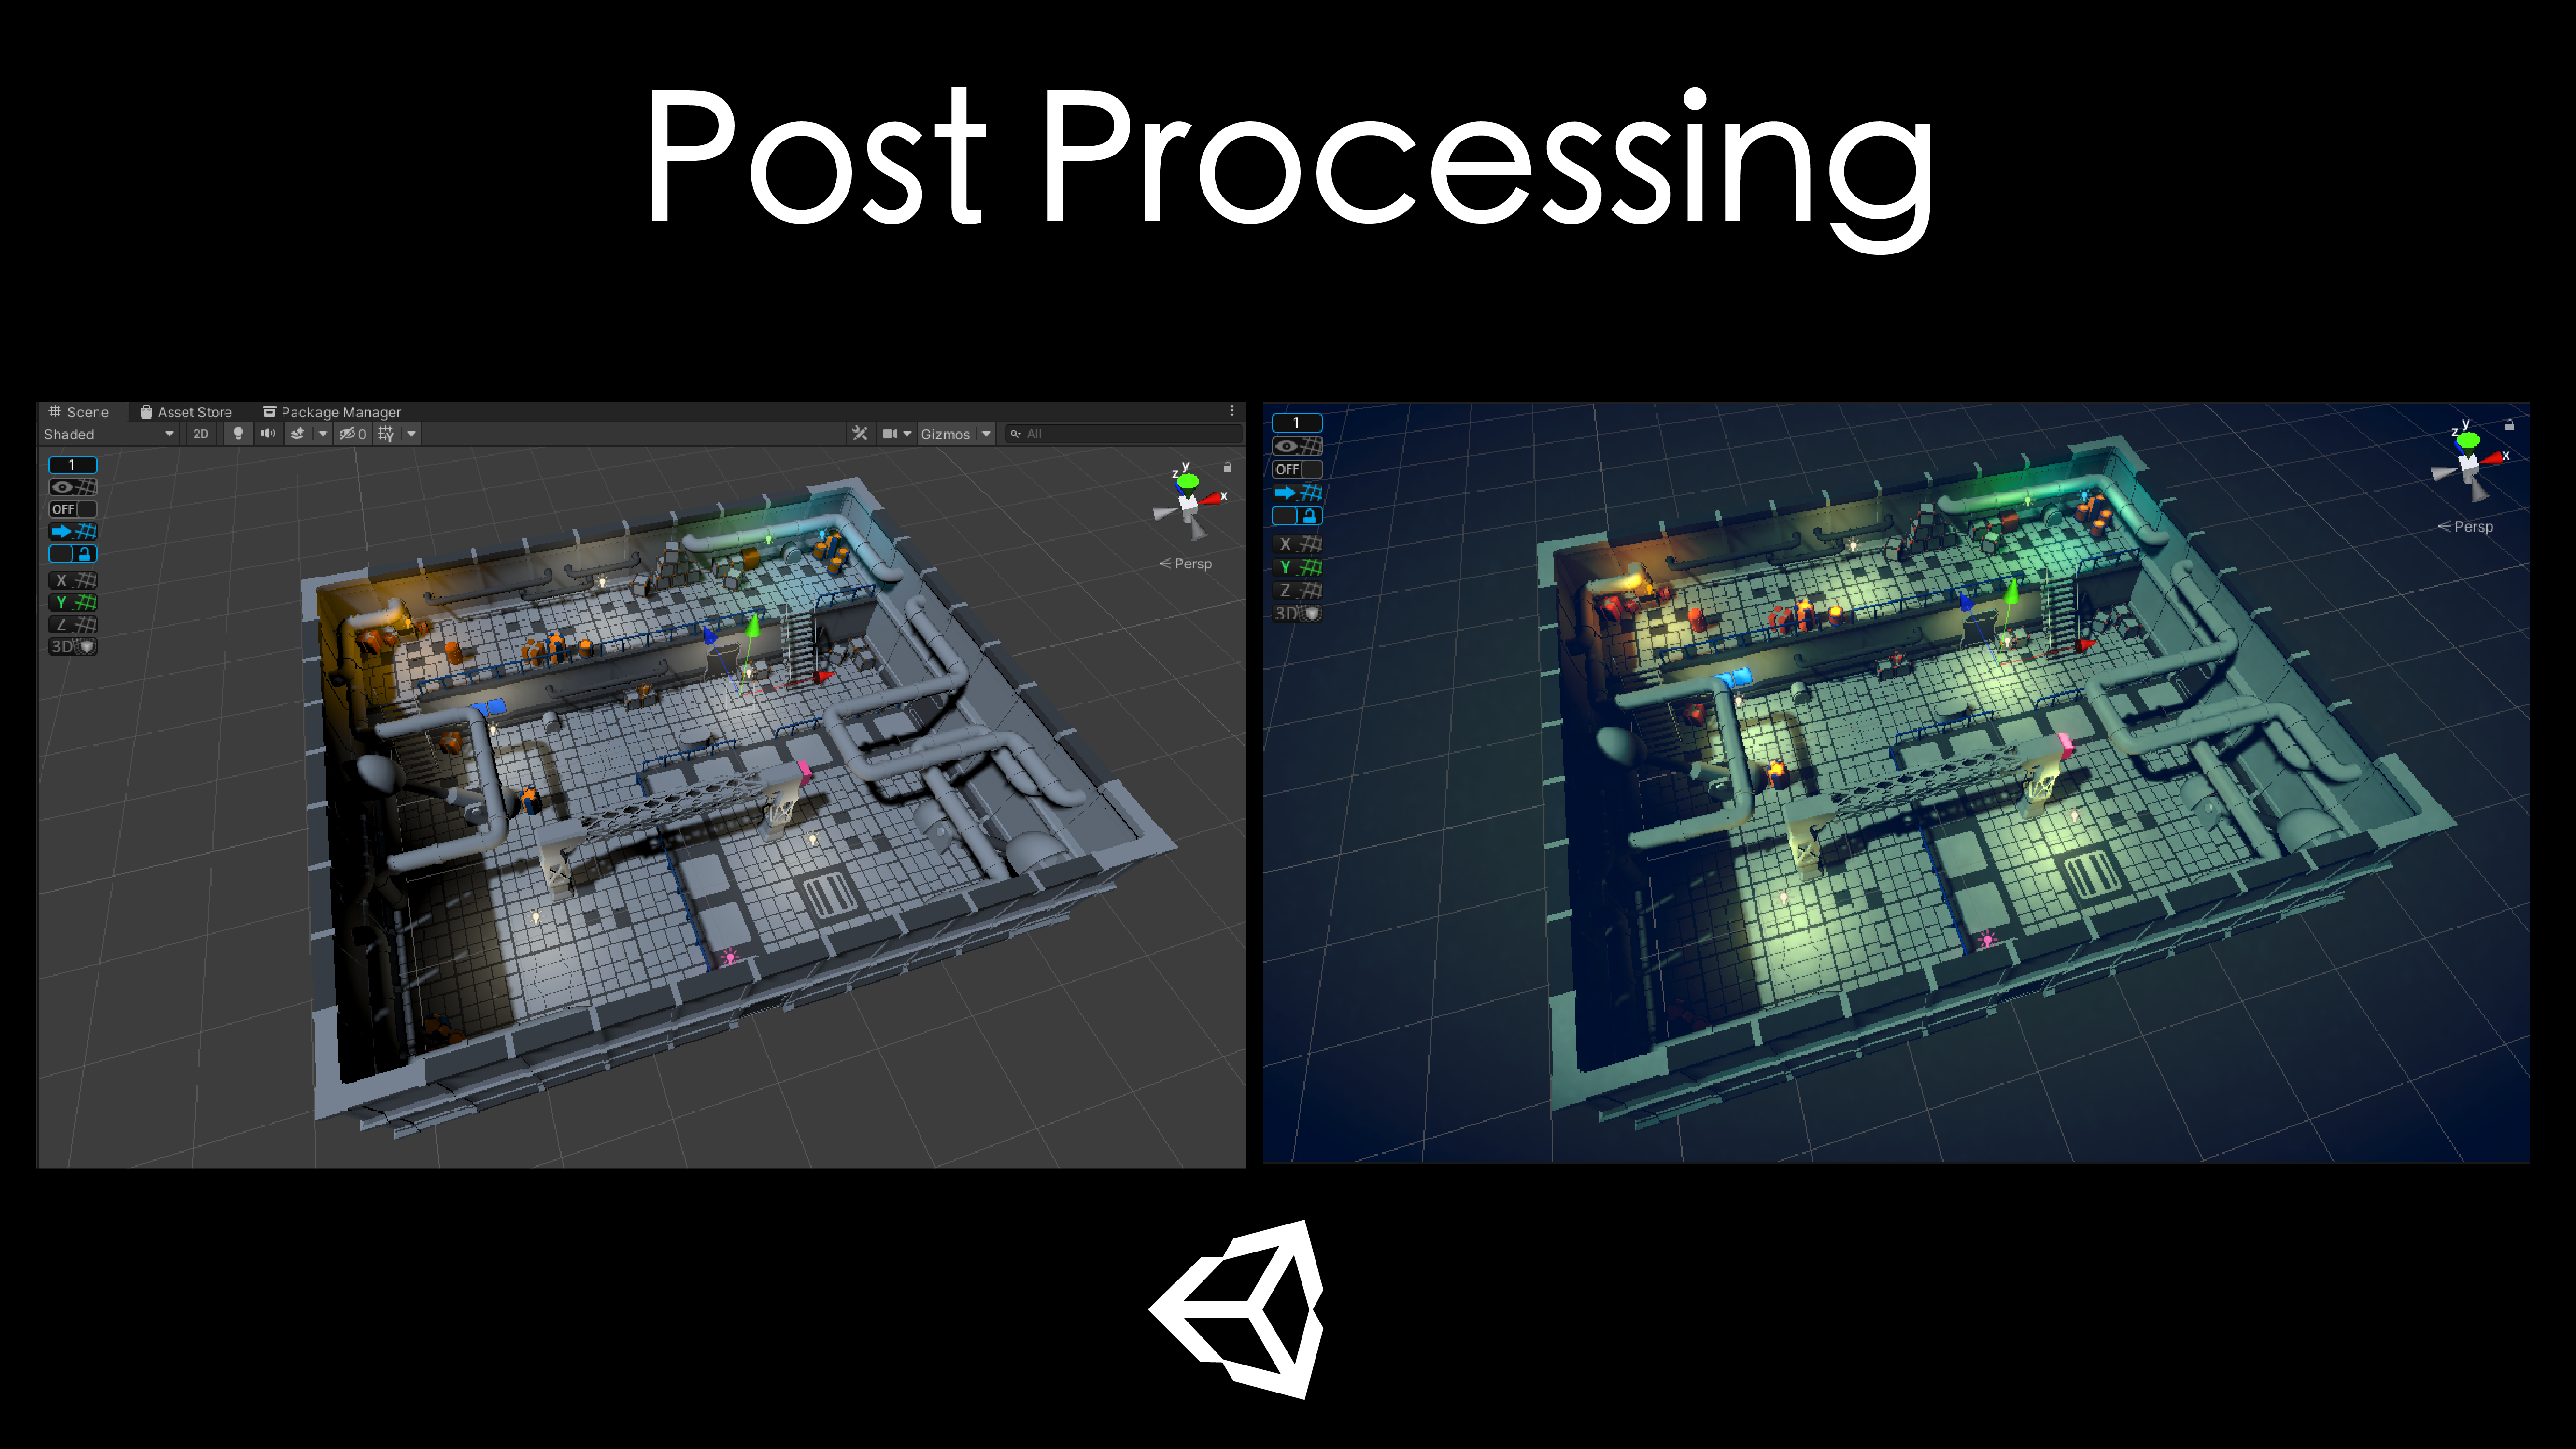 Post Processing
Scene Asset Store Package Manager
Shaded 2D 0 Gizmos All
1
OFF
X
Y
Z
3D
y
z
x
Persp
1
OFF
X
Y
Z
3D
y
z
x
Persp